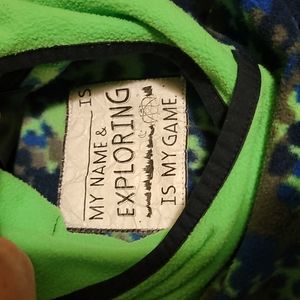 IS
MY NAME &
EXPLORING
IS MY GAME.